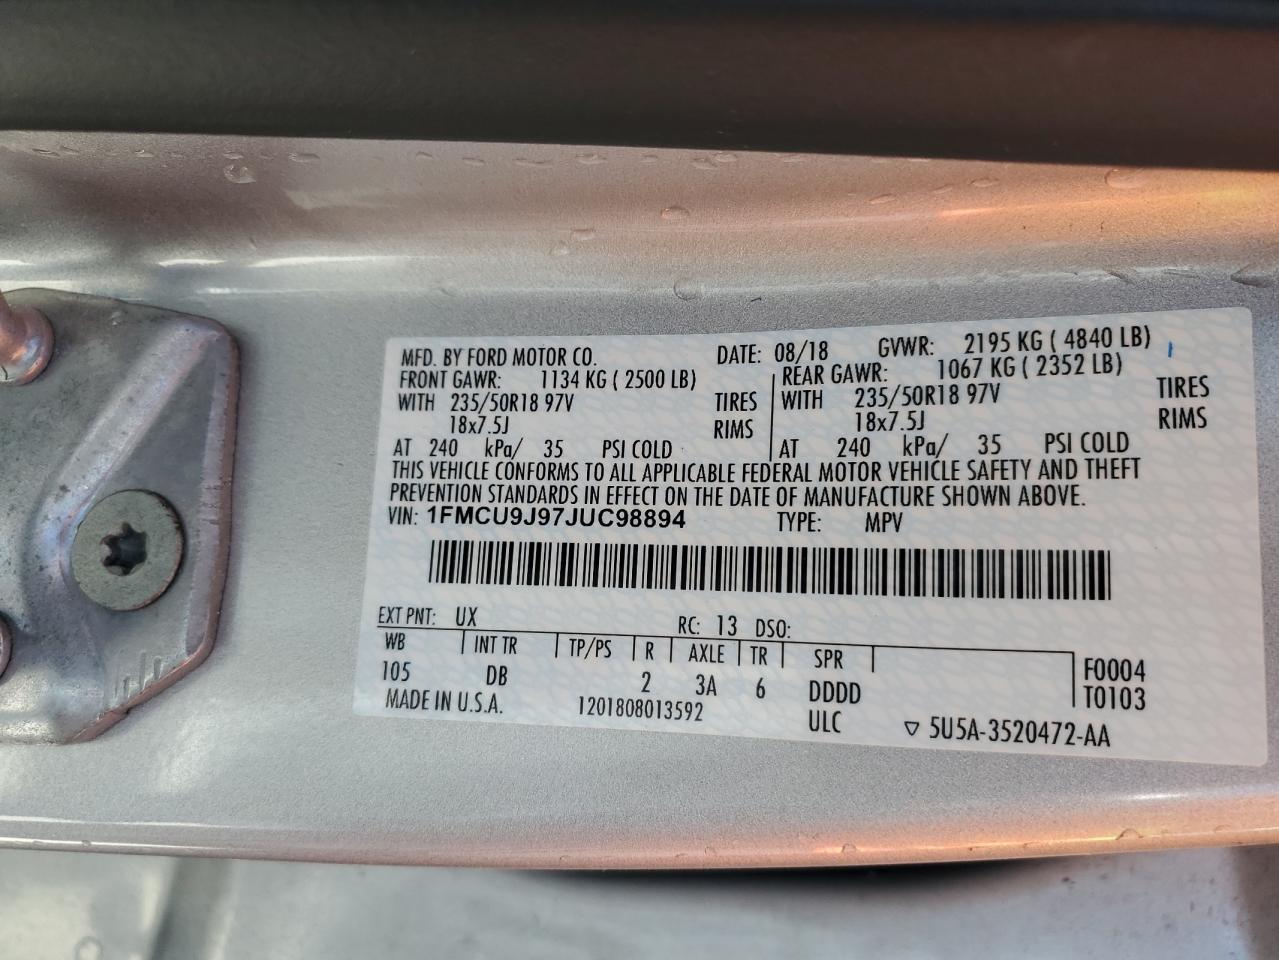 MFD. BY FORD MOTOR CO. DATE: 08/18 GVWR: 2195 KG ( 4840 LB)
FRONT GAWR: 1134 KG ( 2500 LB) REAR GAWR: 1067 KG ( 2352 LB)
WITH 235/50R18 97V TIRES WITH 235/50R18 97V TIRES
18x7.5J RIMS 18x7.5J RIMS
AT 240 kPa/ 35 PSI COLD AT 240 kPa/ 35 PSI COLD
THIS VEHICLE CONFORMS TO ALL APPLICABLE FEDERAL MOTOR VEHICLE SAFETY AND THEFT
PREVENTION STANDARDS IN EFFECT ON THE DATE OF MANUFACTURE SHOWN ABOVE.
VIN: 1FMCU9J97JUC98894 TYPE: MPV
EXT PNT: UX RC: 13 DSO:
WB INT TR TP/PS R AXLE TR SPR F0004
105 DB 2 3A 6 DDDD T0103
MADE IN U.S.A. 1201808013592 ULC ▽ 5U5A-3520472-AA